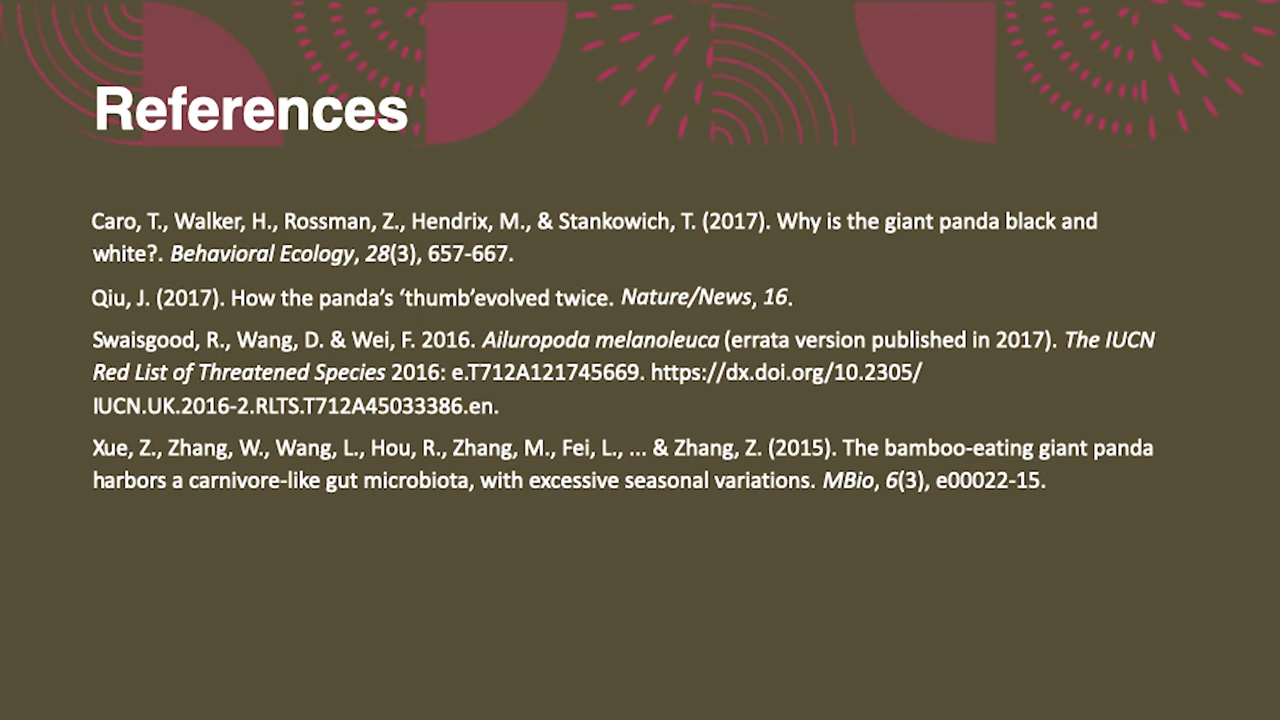 References
Caro, T., Walker, H., Rossman, Z., Hendrix, M., & Stankowich, T. (2017). Why is the giant panda black and
white?. Behavioral Ecology, 28(3), 657-667.
Qiu, J. (2017). How the panda’s ‘thumb’evolved twice. Nature/News, 16.
Swaisgood, R., Wang, D. & Wei, F. 2016. Ailuropoda melanoleuca (errata version published in 2017). The IUCN
Red List of Threatened Species 2016: e.T712A121745669. https://dx.doi.org/10.2305/
IUCN.UK.2016-2.RLTS.T712A45033386.en.
Xue, Z., Zhang, W., Wang, L., Hou, R., Zhang, M., Fei, L., ... & Zhang, Z. (2015). The bamboo-eating giant panda
harbors a carnivore-like gut microbiota, with excessive seasonal variations. MBio, 6(3), e00022-15.